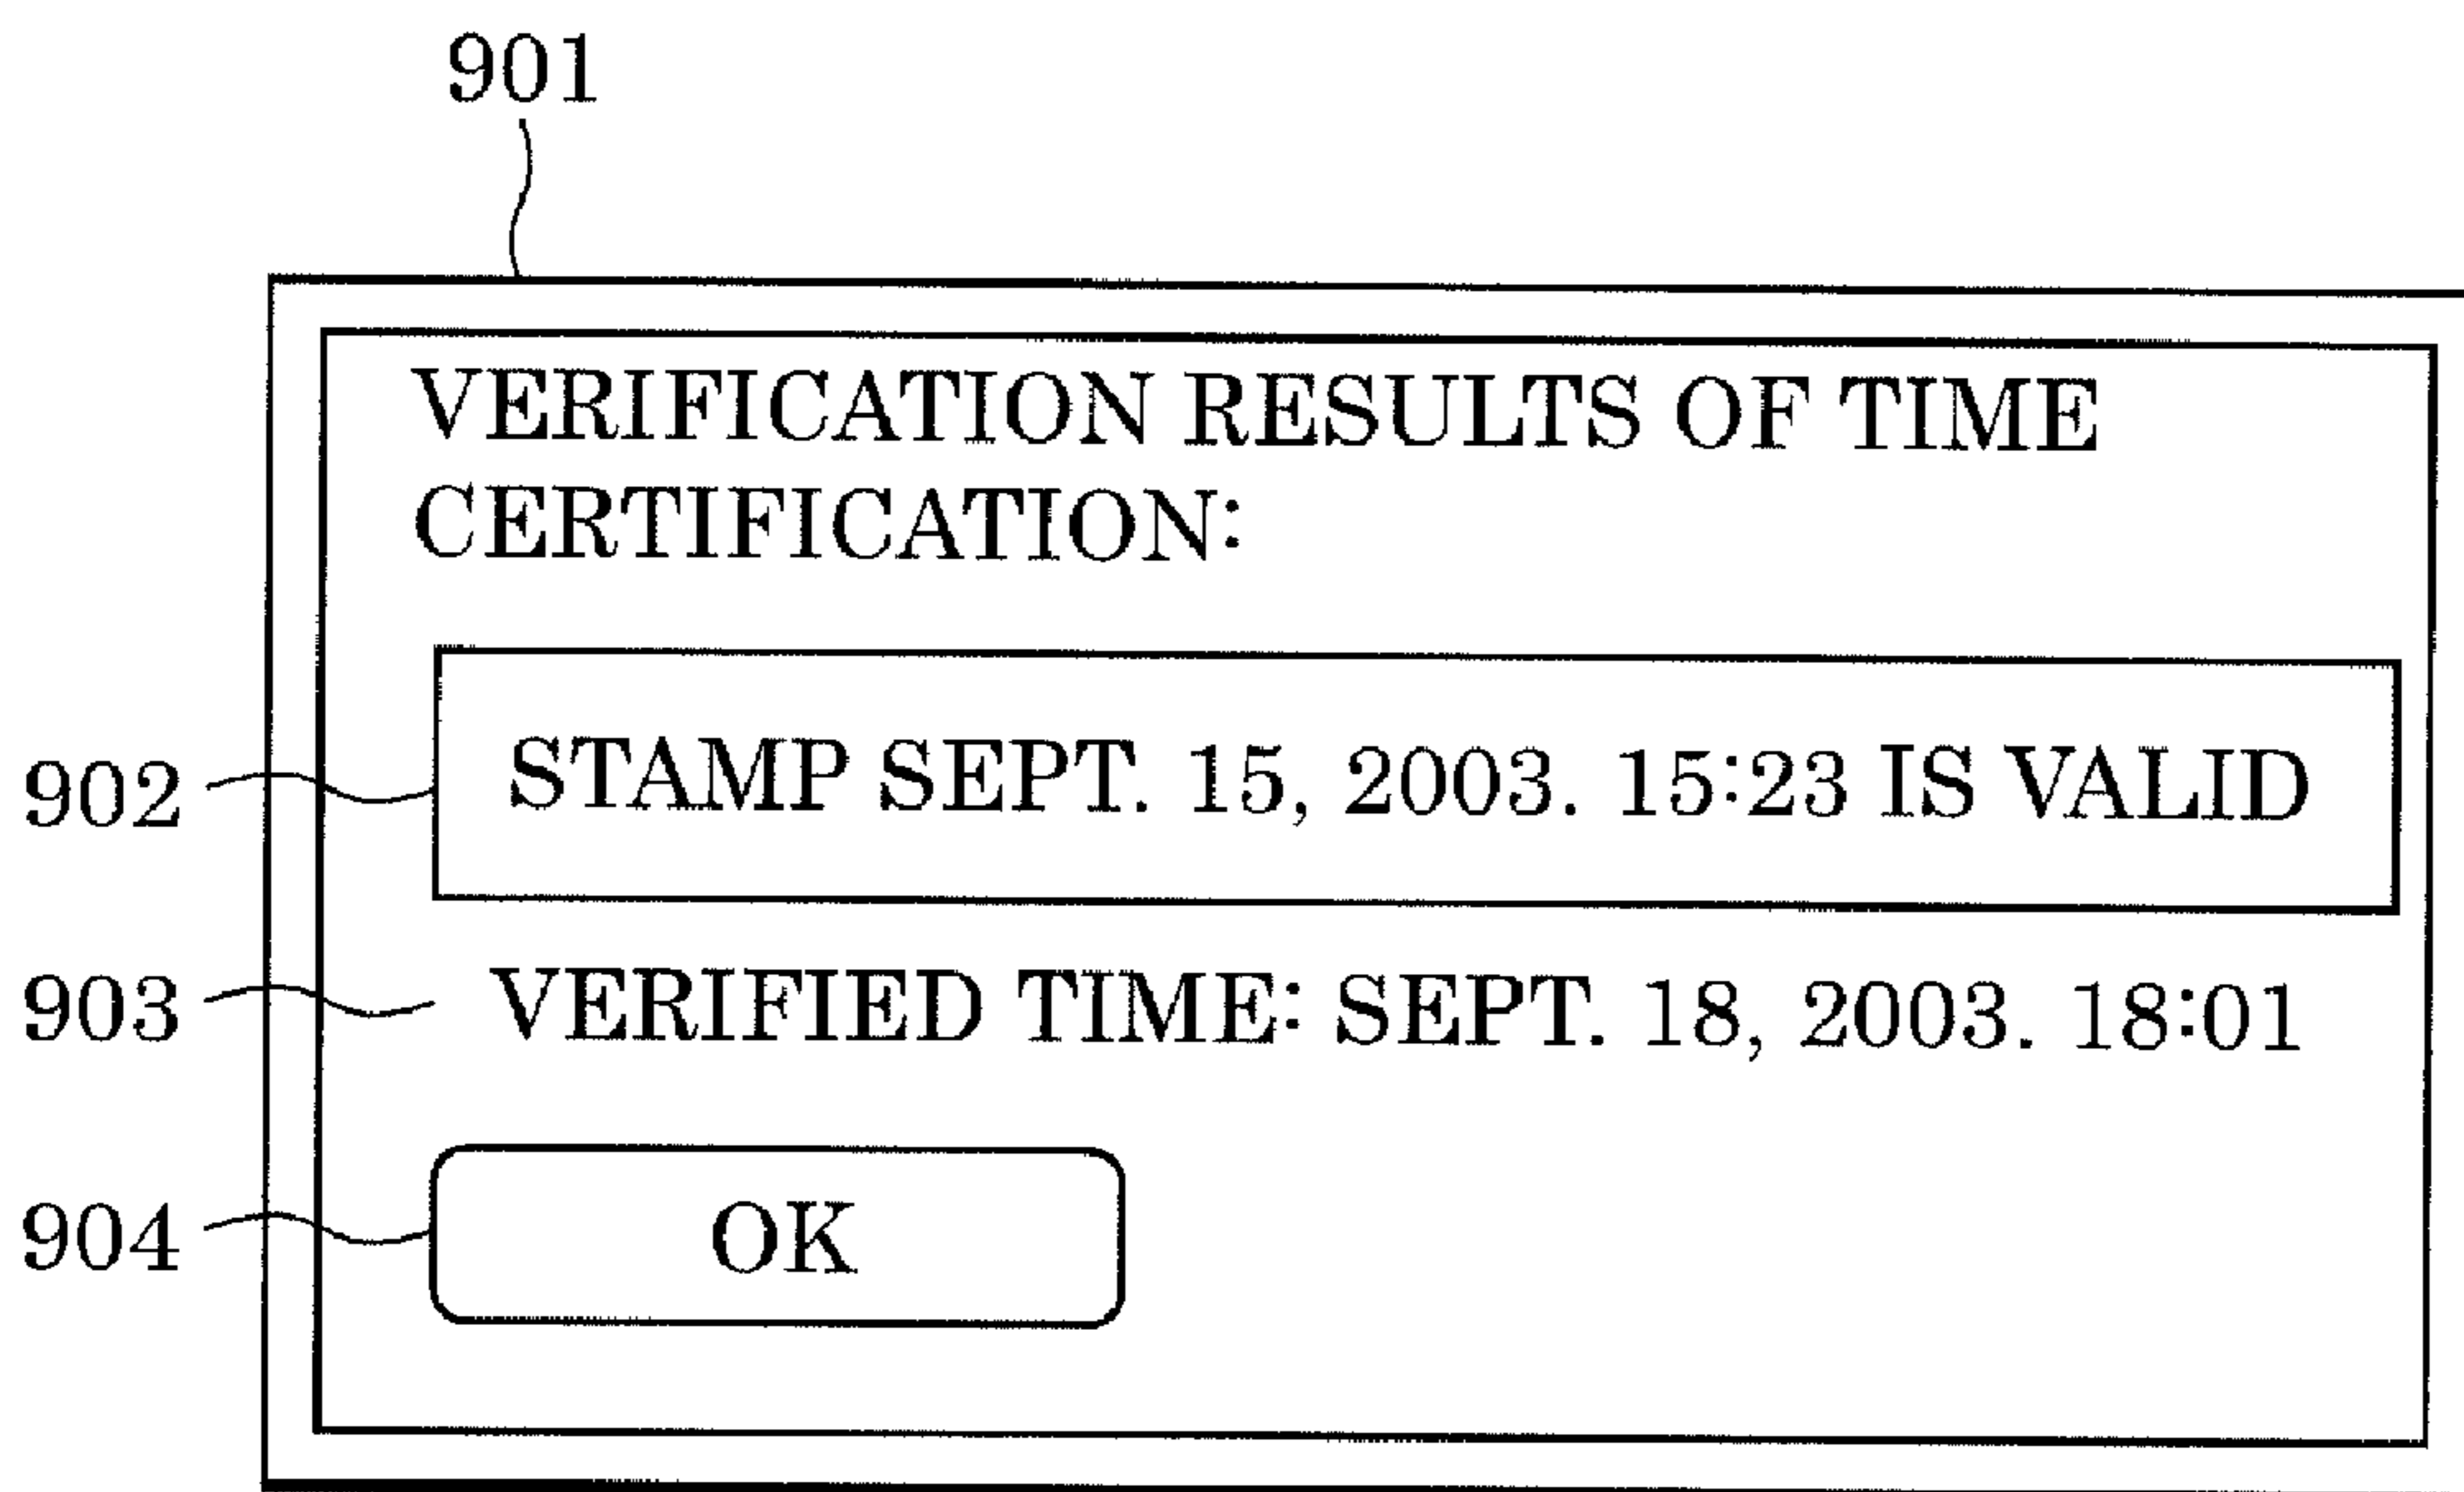 901
VERIFICATION RESULTS OF TIME
CERTIFICATION:
902
STAMP SEPT. 15, 2003. 15:23 IS VALID
903
VERIFIED TIME: SEPT. 18, 2003. 18:01
904
OK